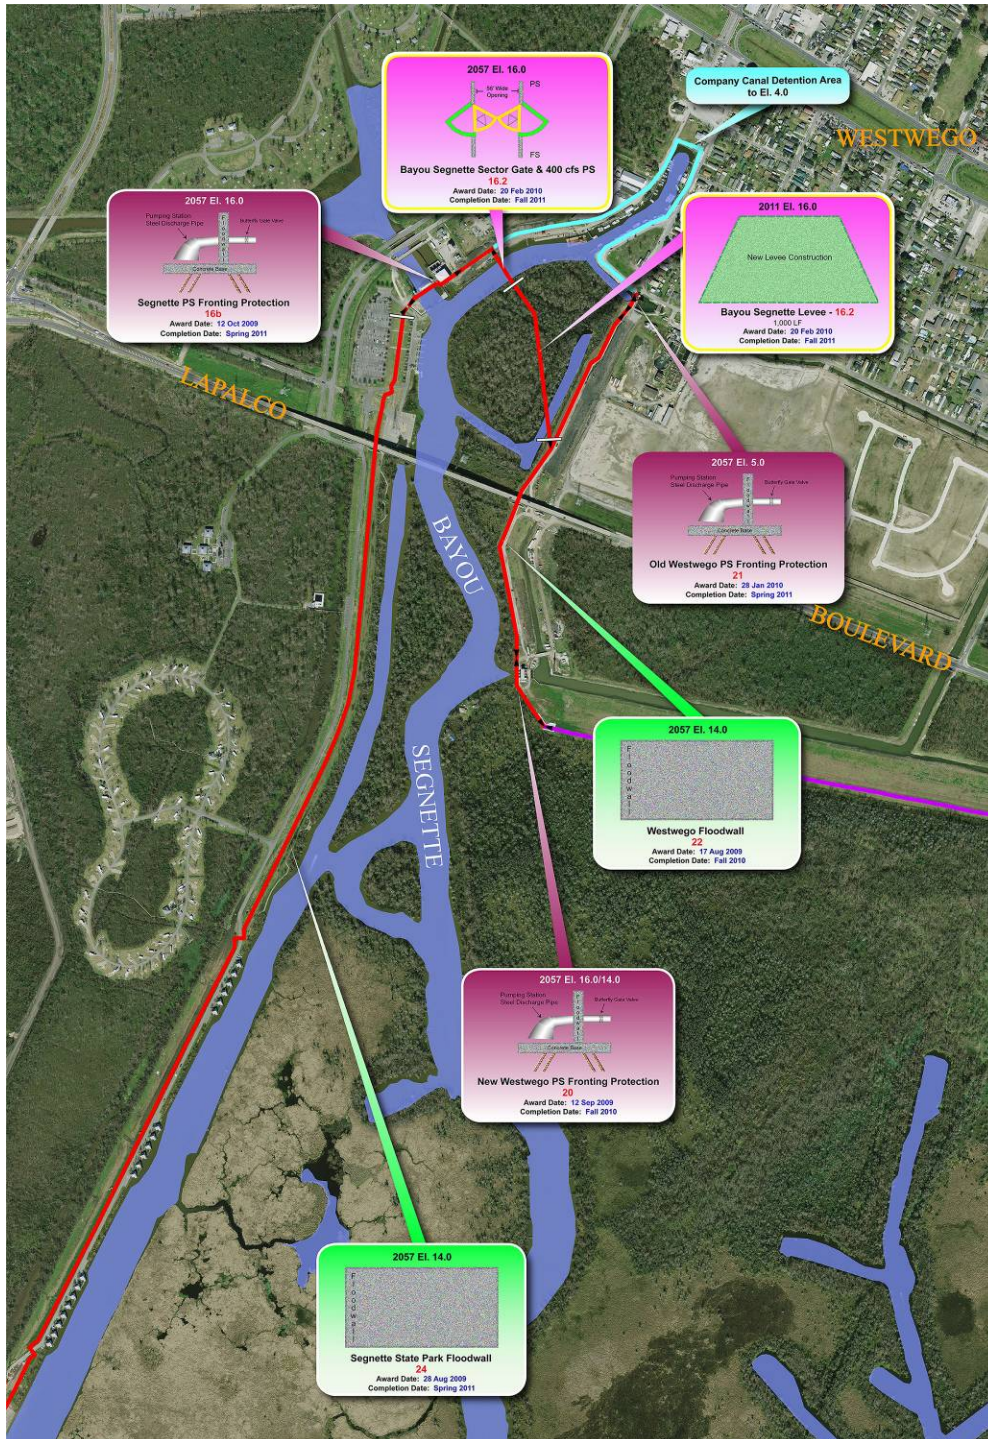 2057 El. 16.0
56' Wide
Opening
PS
FS
Bayou Segnette Sector Gate & 400 cfs PS
16.2
Award Date: 20 Feb 2010
Completion Date: Fall 2011
Company Canal Detention Area
to El. 4.0
WESTWEGO
2057 El. 16.0
Pumping Station
Steel Discharge Pipe
Butterfly Gate Valve
Floodwall
Concrete Base
Segnette PS Fronting Protection
16b
Award Date: 12 Oct 2009
Completion Date: Spring 2011
2011 El. 16.0
New Levee Construction
Bayou Segnette Levee - 16.2
1,000 LF
Award Date: 20 Feb 2010
Completion Date: Fall 2011
LAPALCO
2057 El. 5.0
Pumping Station
Steel Discharge Pipe
Butterfly Gate Valve
Floodwall
Concrete Base
Old Westwego PS Fronting Protection
21
Award Date: 28 Jan 2010
Completion Date: Spring 2011
BAYOU
BOULEVARD
SEGNETTE
2057 El. 14.0
Floodwall
Westwego Floodwall
22
Award Date: 17 Aug 2009
Completion Date: Fall 2010
2057 El. 16.0/14.0
Pumping Station
Steel Discharge Pipe
Butterfly Gate Valve
Floodwall
Concrete Base
New Westwego PS Fronting Protection
20
Award Date: 12 Sep 2009
Completion Date: Fall 2010
2057 El. 14.0
Floodwall
Segnette State Park Floodwall
24
Award Date: 28 Aug 2009
Completion Date: Spring 2011